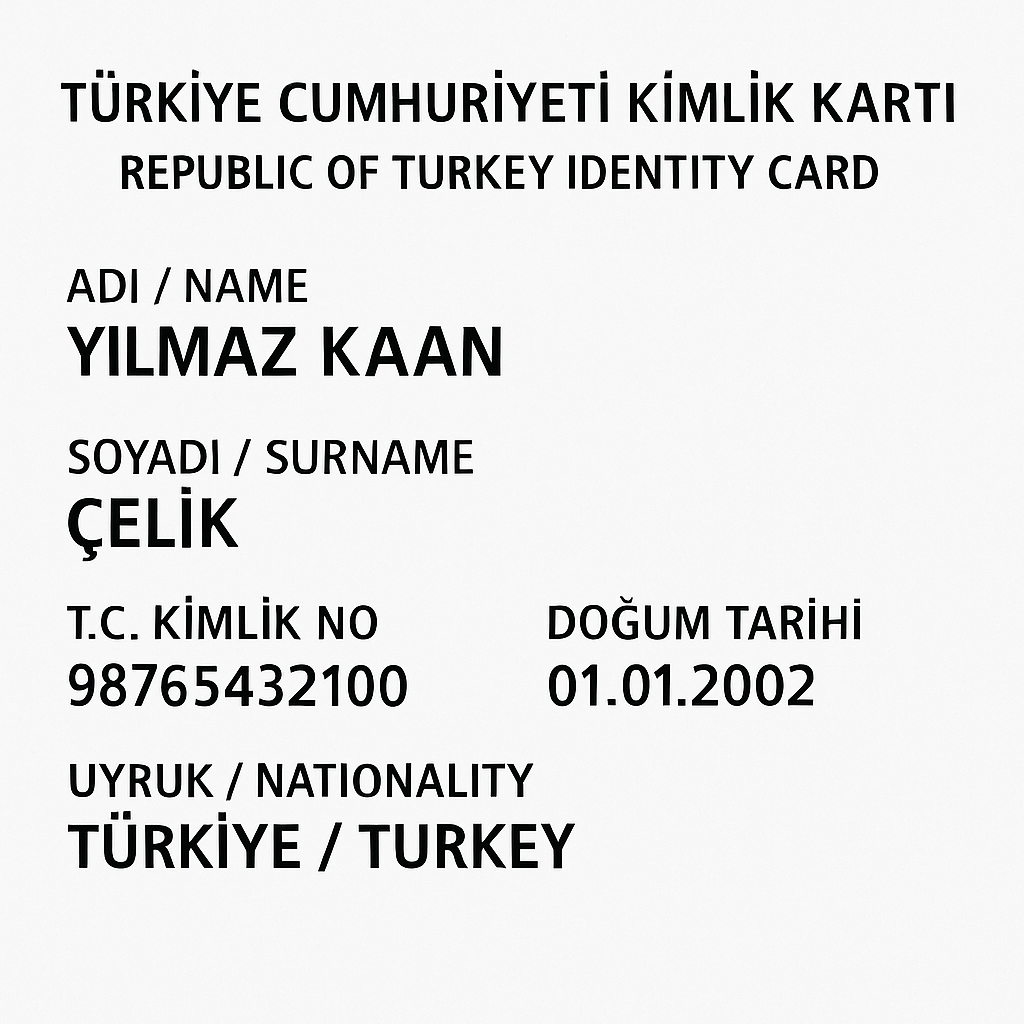 TÜRKİYE CUMHURİYETİ KİMLİK KARTI
REPUBLIC OF TURKEY IDENTITY CARD
ADI / NAME
YILMAZ KAAN
SOYADI / SURNAME
ÇELİK
T.C. KİMLİK NO
98765432100
DOĞUM TARİHİ
01.01.2002
UYRUK / NATIONALITY
TÜRKİYE / TURKEY